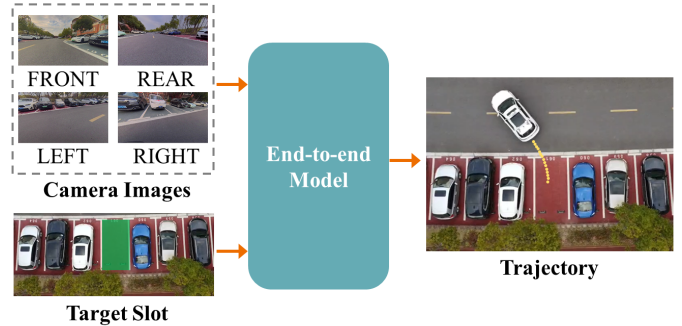 FRONT
REAR
LEFT
RIGHT
Camera Images
Target Slot
End-to-end
Model
Trajectory